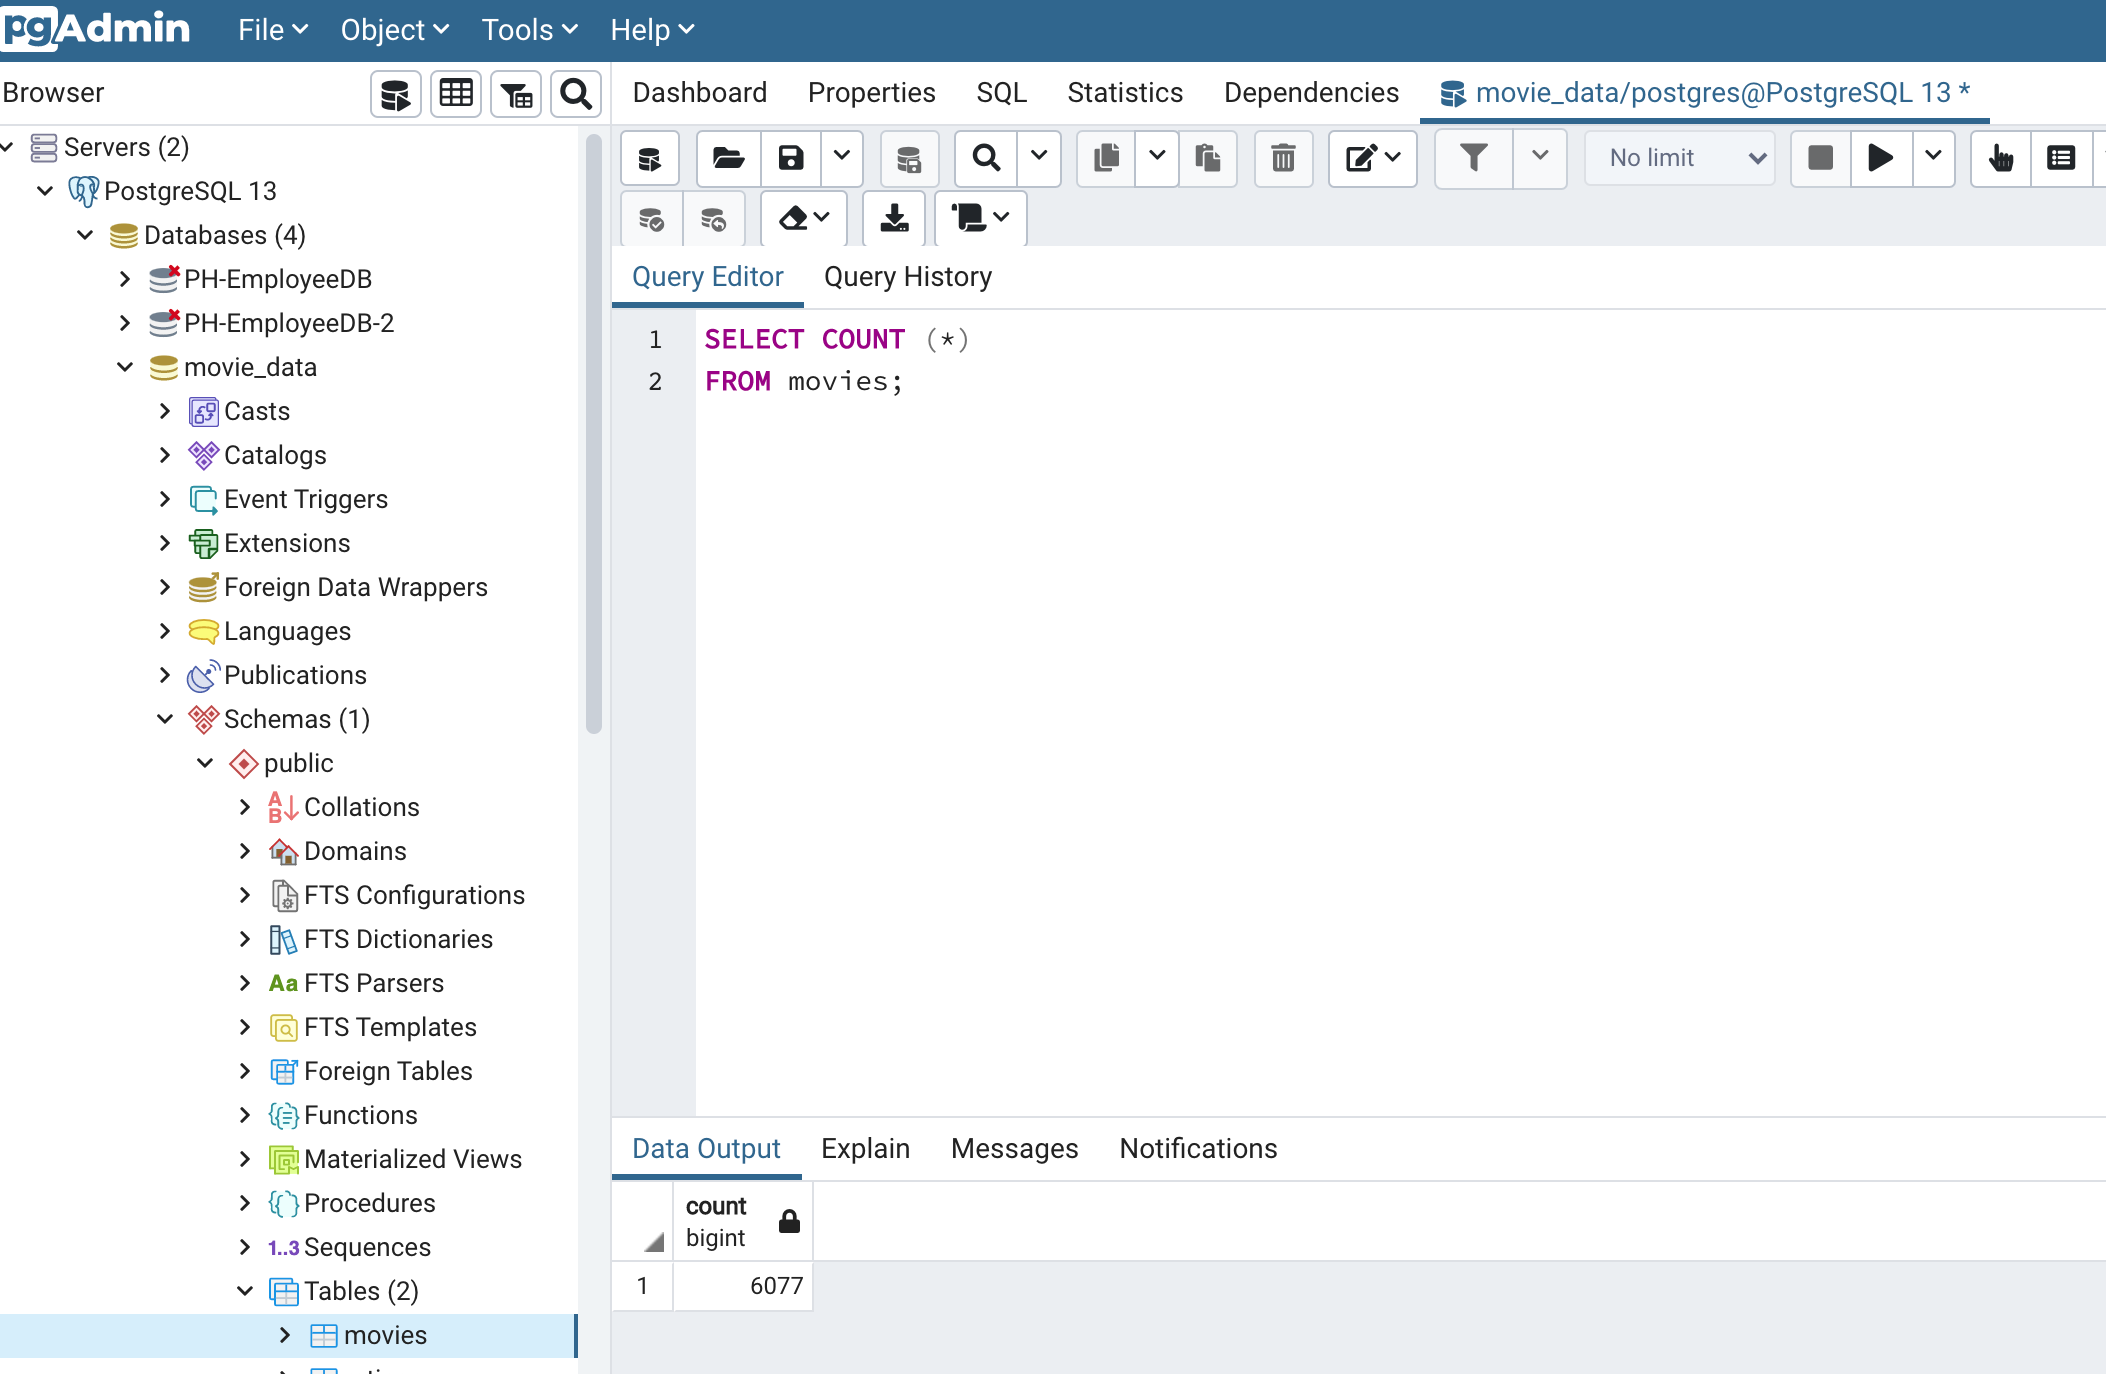 pgAdmin File Object Tools Help
Browser
Dashboard Properties SQL Statistics Dependencies movie_data/postgres@PostgreSQL 13 *
No limit
Servers (2)
PostgreSQL 13
Databases (4)
PH-EmployeeDB
PH-EmployeeDB-2
movie_data
Casts
Catalogs
Event Triggers
Extensions
Foreign Data Wrappers
Languages
Publications
Schemas (1)
public
Collations
Domains
FTS Configurations
FTS Dictionaries
Aa FTS Parsers
FTS Templates
Foreign Tables
Functions
Materialized Views
Procedures
1..3 Sequences
Tables (2)
movies
Query Editor Query History
1 SELECT COUNT (*)
2 FROM movies;
Data Output Explain Messages Notifications
count
bigint
1 6077